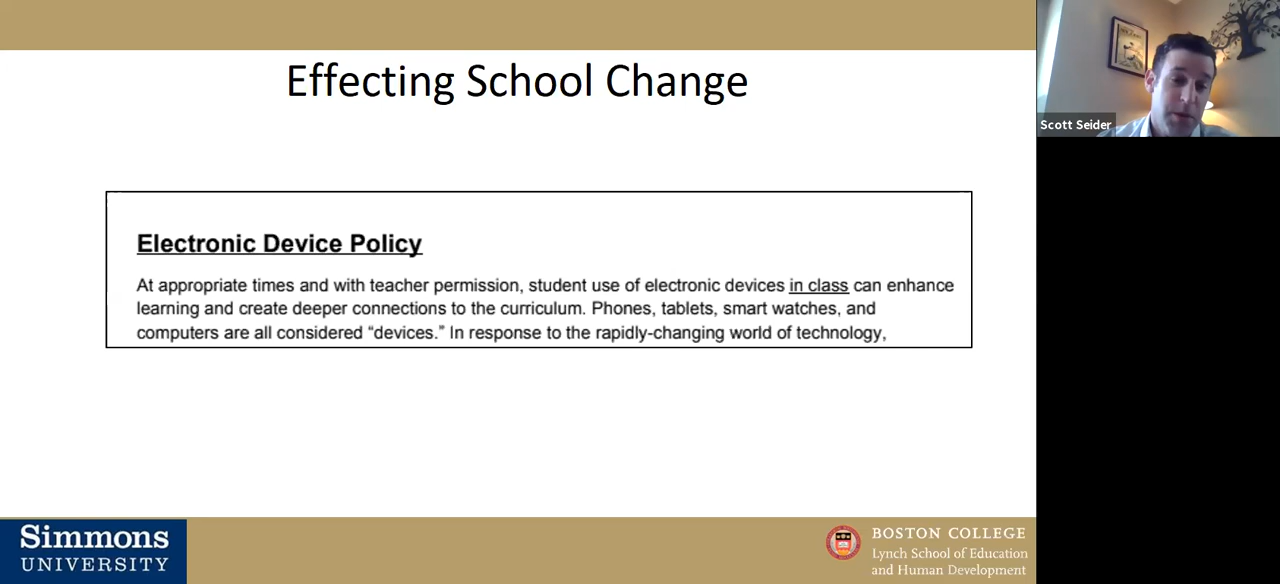 Effecting School Change
Electronic Device Policy
At appropriate times and with teacher permission, student use of electronic devices in class can enhance
learning and create deeper connections to the curriculum. Phones, tablets, smart watches, and
computers are all considered “devices.” In response to the rapidly-changing world of technology,
Simmons
UNIVERSITY
BOSTON COLLEGE
Lynch School of Education
and Human Development
Scott Seider